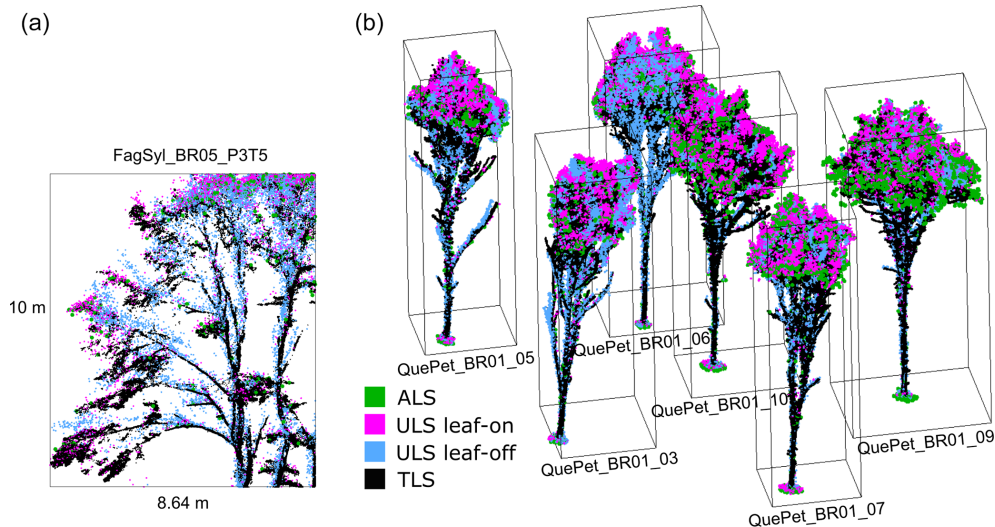 (a)
FagSyl_BR05_P3T5
10 m
8.64 m
(b)
QuePet_BR01_05
QuePet_BR01_06
QuePet_BR01_10
QuePet_BR01_09
QuePet_BR01_03
QuePet_BR01_07
ALS
ULS leaf-on
ULS leaf-off
TLS